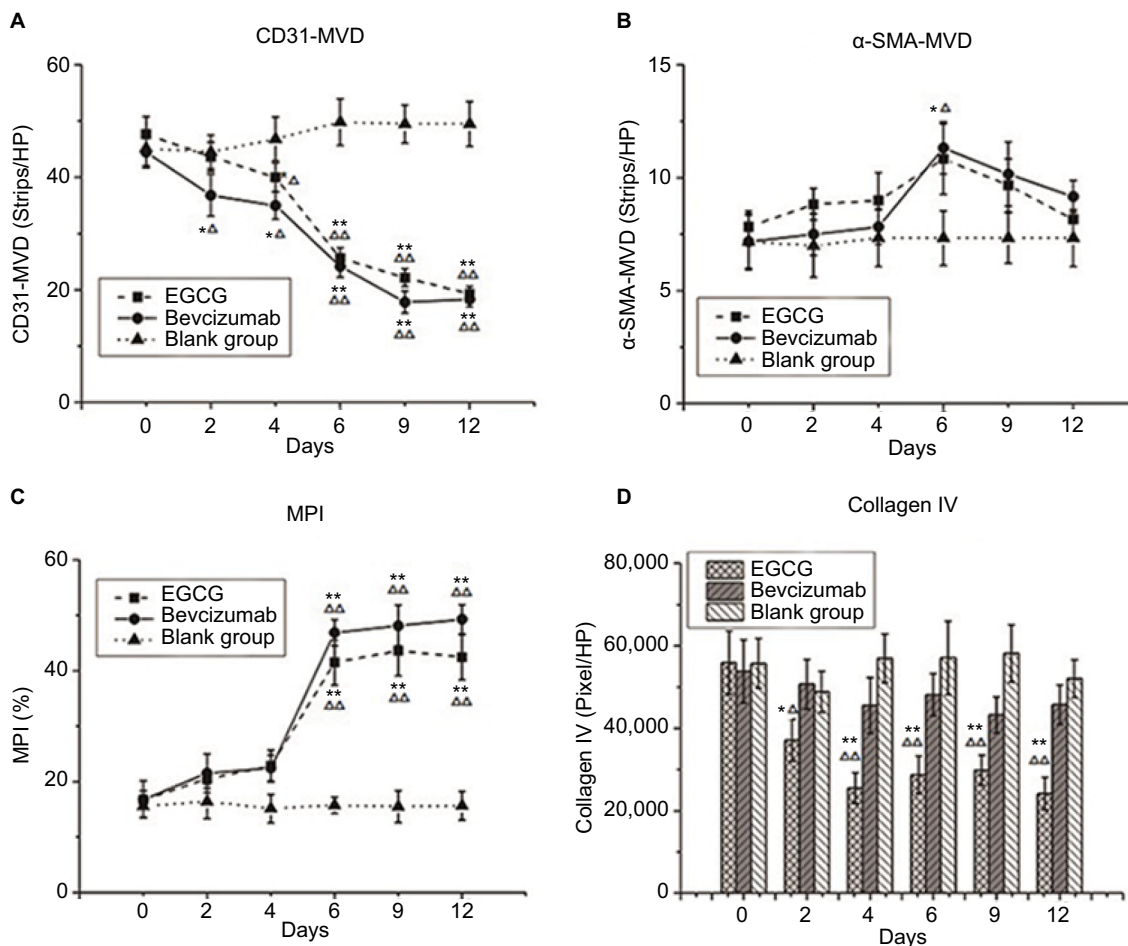 A
CD31-MVD
CD31-MVD (Strips/HP)
60
40
20
0
*△
*△
*△
**
△△
**
△△
**
△△
**
△△
**
△△
**
△△
EGCG
Bevcizumab
Blank group
0 2 4 6 9 12
Days
B
α-SMA-MVD
α-SMA-MVD (Strips/HP)
15
10
5
0
*△
EGCG
Bevcizumab
Blank group
0 2 4 6 9 12
Days
C
MPI
MPI (%)
60
40
20
0
EGCG
Bevcizumab
Blank group
**
△△
**
△△
**
△△
**
△△
**
△△
**
△△
0 2 4 6 9 12
Days
D
Collagen IV
Collagen IV (Pixel/HP)
80,000
60,000
40,000
20,000
0
EGCG
Bevcizumab
Blank group
*△
**
△△
**
△△
**
△△
**
△△
0 2 4 6 9 12
Days